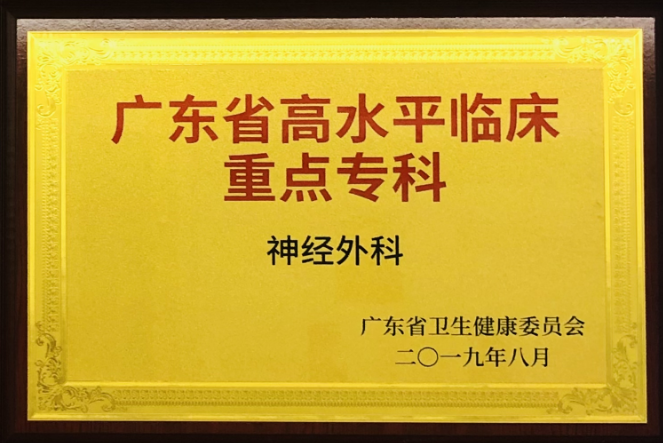 广东省高水平临床
重点专科
神经外科
广东省卫生健康委员会
二〇一九年八月